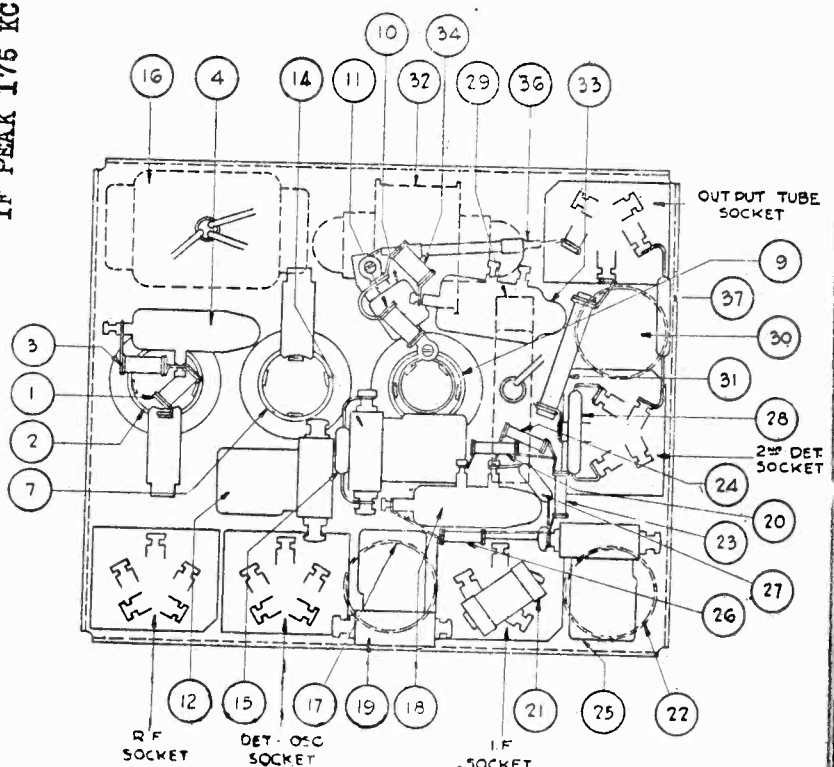 IF PEAK 175 KC
10
34
16
4
14
11
32
29
36
33
OUTPUT TUBE
SOCKET
9
37
3
30
1
31
2
28
2ND DET.
SOCKET
7
24
20
23
27
26
12
15
17
19
18
21
25
22
R F
SOCKET
DET-OSC
SOCKET
I.F
SOCKET